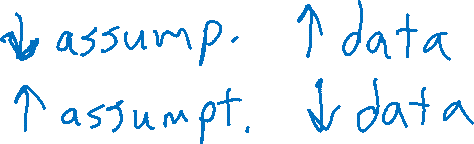 ↓ assump. ↑ data
↑ assumpt. ↓ data